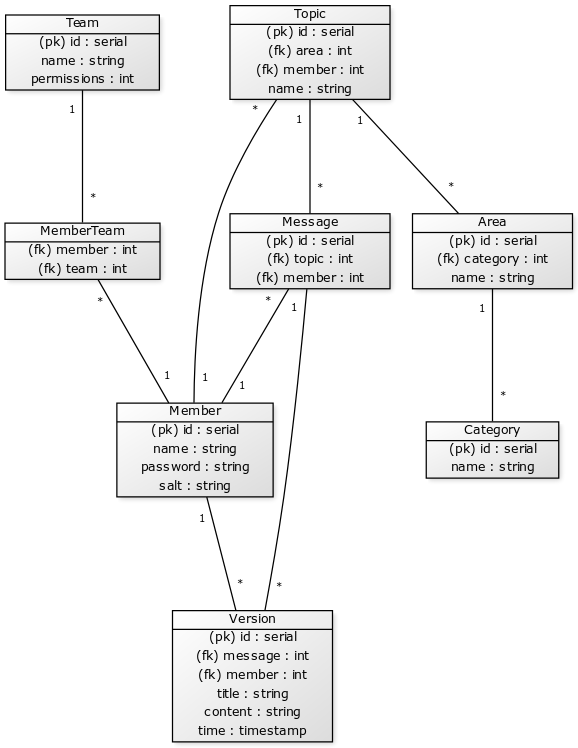 Team
(pk) id : serial
name : string
permissions : int
Topic
(pk) id : serial
(fk) area : int
(fk) member : int
name : string
1
*
1
1
*
*
*
MemberTeam
(fk) member : int
(fk) team : int
Message
(pk) id : serial
(fk) topic : int
(fk) member : int
Area
(pk) id : serial
(fk) category : int
name : string
*
*
1
1
1
1
1
*
Member
(pk) id : serial
name : string
password : string
salt : string
Category
(pk) id : serial
name : string
1
*
*
Version
(pk) id : serial
(fk) message : int
(fk) member : int
title : string
content : string
time : timestamp